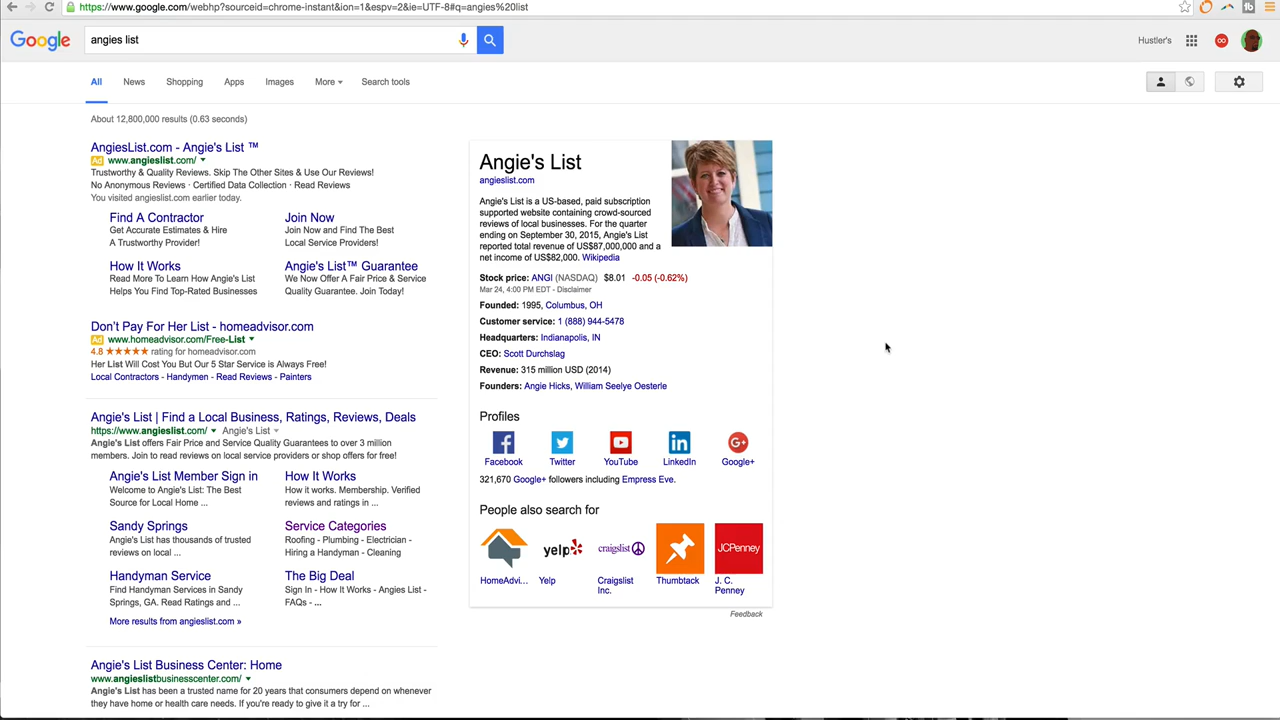 https://www.google.com/webhp?sourceid=chrome-instant&ion=1&espv=2&ie=UTF-8#q=angies%20list
Google
angies list
Hustler's
All News Shopping Apps Images More Search tools
About 12,800,000 results (0.63 seconds)
AngiesList.com - Angie's List ™
Ad www.angieslist.com/
Trustworthy & Quality Reviews. Skip The Other Sites & Use Our Reviews!
No Anonymous Reviews · Certified Data Collection · Read Reviews
You visited angieslist.com earlier today.
Find A Contractor
Get Accurate Estimates & Hire
A Trustworthy Provider!
Join Now
Join Now and Find The Best
Local Service Providers!
How It Works
Read More To Learn How Angie's List
Helps You Find Top-Rated Businesses
Angie's List™ Guarantee
We Now Offer A Fair Price & Service
Quality Guarantee. Join Today!
Don't Pay For Her List - homeadvisor.com
Ad www.homeadvisor.com/Free-List
4.8 ★★★★★ rating for homeadvisor.com
Her List Will Cost You But Our 5 Star Service is Always Free!
Local Contractors - Handymen - Read Reviews - Painters
Angie's List | Find a Local Business, Ratings, Reviews, Deals
https://www.angieslist.com/ Angie's List
Angie's List offers Fair Price and Service Quality Guarantees to over 3 million
members. Join to read reviews on local service providers or shop offers for free!
Angie's List Member Sign in
Welcome to Angie's List: The Best
Source for Local Home ...
How It Works
How it works. Membership. Verified
reviews and ratings in ...
Sandy Springs
Angie's List has thousands of trusted
reviews on local ...
Service Categories
Roofing - Plumbing - Electrician -
Hiring a Handyman - Cleaning
Handyman Service
Find Handyman Services in Sandy
Springs, GA. Read Ratings and ...
The Big Deal
Sign In - How It Works - Angies List -
FAQs - ...
More results from angieslist.com »
Angie's List Business Center: Home
www.angieslistbusinesscenter.com/
Angie's List has been a trusted name for 20 years that consumers depend on whenever
they have home or health care needs. If you're ready to give it a try for ...
Angie's List
angieslist.com
Angie's List is a US-based, paid subscription
supported website containing crowd-sourced
reviews of local businesses. For the quarter
ending on September 30, 2015, Angie's List
reported total revenue of US$87,000,000 and a
net income of US$82,000. Wikipedia
Stock price: ANGI (NASDAQ) $8.01 -0.05 (-0.62%)
Mar 24, 4:00 PM EDT - Disclaimer
Founded: 1995, Columbus, OH
Customer service: 1 (888) 944-5478
Headquarters: Indianapolis, IN
CEO: Scott Durchslag
Revenue: 315 million USD (2014)
Founders: Angie Hicks, William Seelye Oesterle
Profiles
Facebook Twitter YouTube LinkedIn Google+
321,670 Google+ followers including Empress Eve.
People also search for
yelp craigslist JCPenney
HomeAdvi... Yelp Craigslist Thumbtack J. C.
Inc. Penney
Feedback